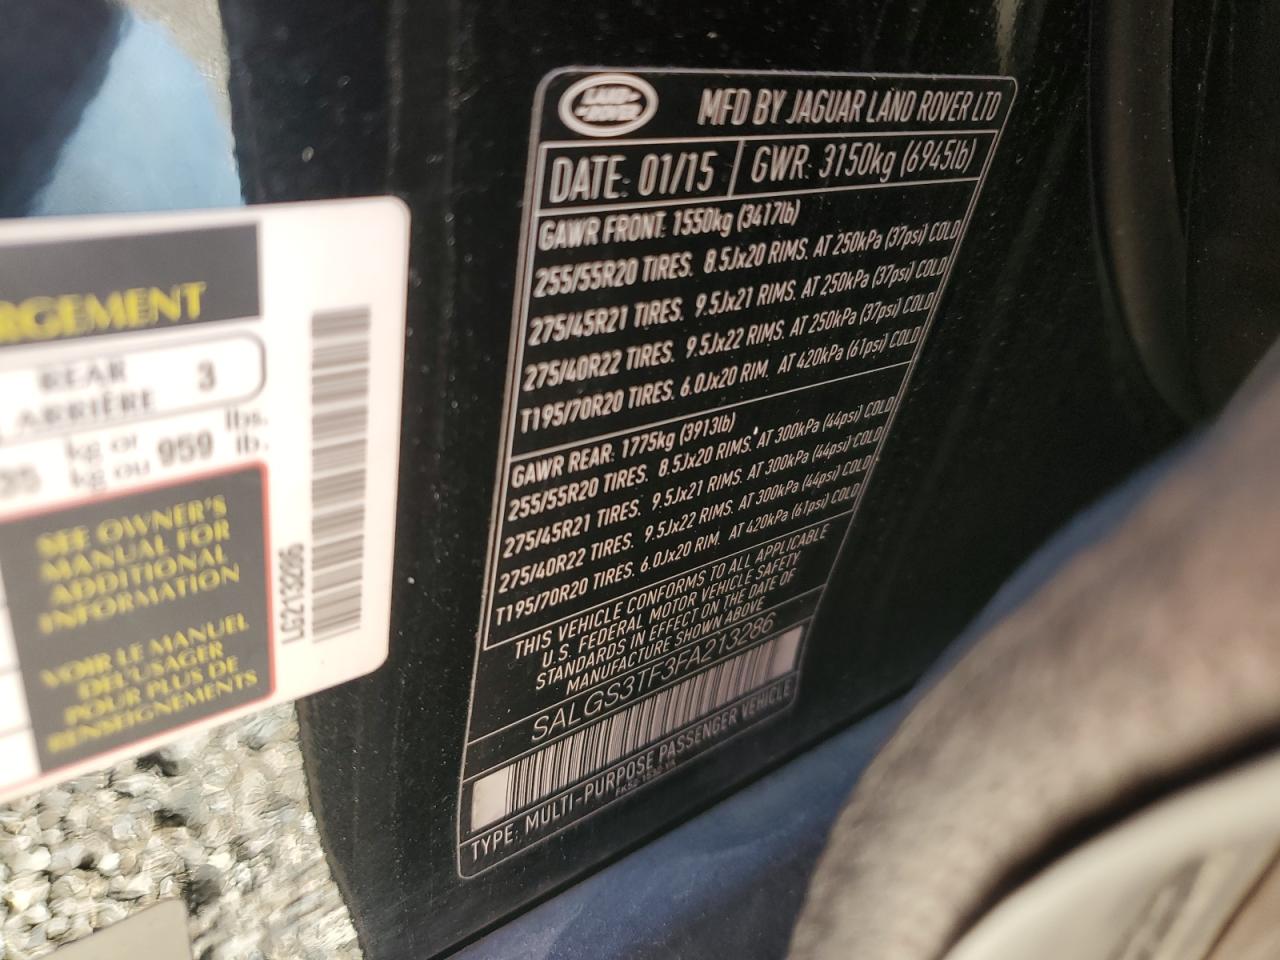 RGEMENT
REAR
ARRIÈRE
3
kg or
kg ou
959
lbs.
lb.
SEE OWNER'S
MANUAL FOR
ADDITIONAL
INFORMATION
VOIR LE MANUEL
DE L'USAGER
POUR PLUS DE
RENSEIGNEMENTS
LG213286
LAND-
-ROVER
MFD BY JAGUAR LAND ROVER LTD
DATE: 01/15
GWR: 3150kg (6945lb)
GAWR FRONT: 1550kg (3417lb)
255/55R20 TIRES. 8.5Jx20 RIMS. AT 250kPa (37psi) COLD
275/45R21 TIRES. 9.5Jx21 RIMS. AT 250kPa (37psi) COLD
275/40R22 TIRES. 9.5Jx22 RIMS. AT 250kPa (37psi) COLD
T195/70R20 TIRES. 6.0Jx20 RIM. AT 420kPa (61psi) COLD
GAWR REAR: 1775kg (3913lb)
255/55R20 TIRES. 8.5Jx20 RIMS. AT 300kPa (44psi) COLD
275/45R21 TIRES. 9.5Jx21 RIMS. AT 300kPa (44psi) COLD
275/40R22 TIRES. 9.5Jx22 RIMS. AT 300kPa (44psi) COLD
T195/70R20 TIRES. 6.0Jx20 RIM. AT 420kPa (61psi) COLD
THIS VEHICLE CONFORMS TO ALL APPLICABLE
U.S. FEDERAL MOTOR VEHICLE SAFETY
STANDARDS IN EFFECT ON THE DATE OF
MANUFACTURE SHOWN ABOVE
SALGS3TF3FA213286
TYPE: MULTI-PURPOSE PASSENGER VEHICLE